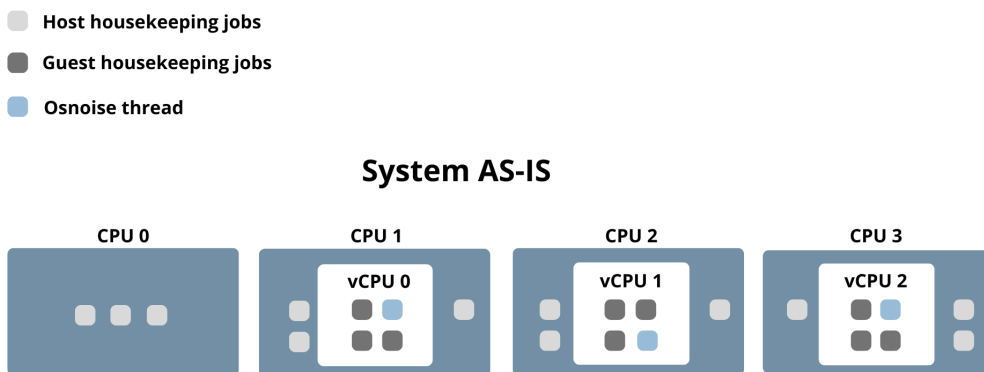 Host housekeeping jobs
Guest housekeeping jobs
Osnoise thread
System AS-IS
CPU 0
CPU 1
CPU 2
CPU 3
vCPU 0
vCPU 1
vCPU 2